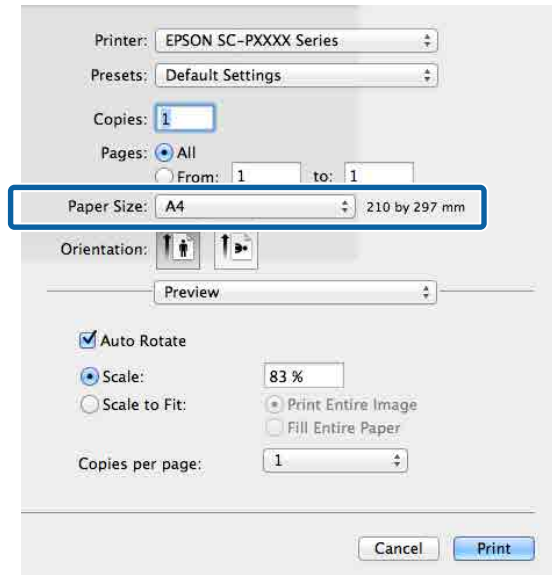 Printer: EPSON SC-PXXXX Series
Presets: Default Settings
Copies: 1
Pages: All
From: 1 to: 1
Paper Size: A4 210 by 297 mm
Orientation:
Preview
Auto Rotate
Scale: 83 %
Scale to Fit: Print Entire Image
Fill Entire Paper
Copies per page: 1
Cancel Print